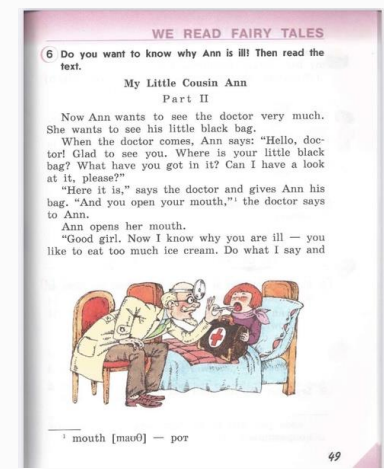 WE READ FAIRY TALES
6 Do you want to know why Ann is ill? Then read the
text.
My Little Cousin Ann
Part II
Now Ann wants to see the doctor very much.
She wants to see his little black bag.
When the doctor comes, Ann says: “Hello, doc-
tor! Glad to see you. Where is your little black
bag? What have you got in it? Can I have a look
at it, please?”
“Here it is,” says the doctor and gives Ann his
bag. “And you open your mouth,”¹ the doctor says
to Ann.
Ann opens her mouth.
“Good girl. Now I know why you are ill — you
like to eat too much ice cream. Do what I say and
¹ mouth [mauθ] — рот
49